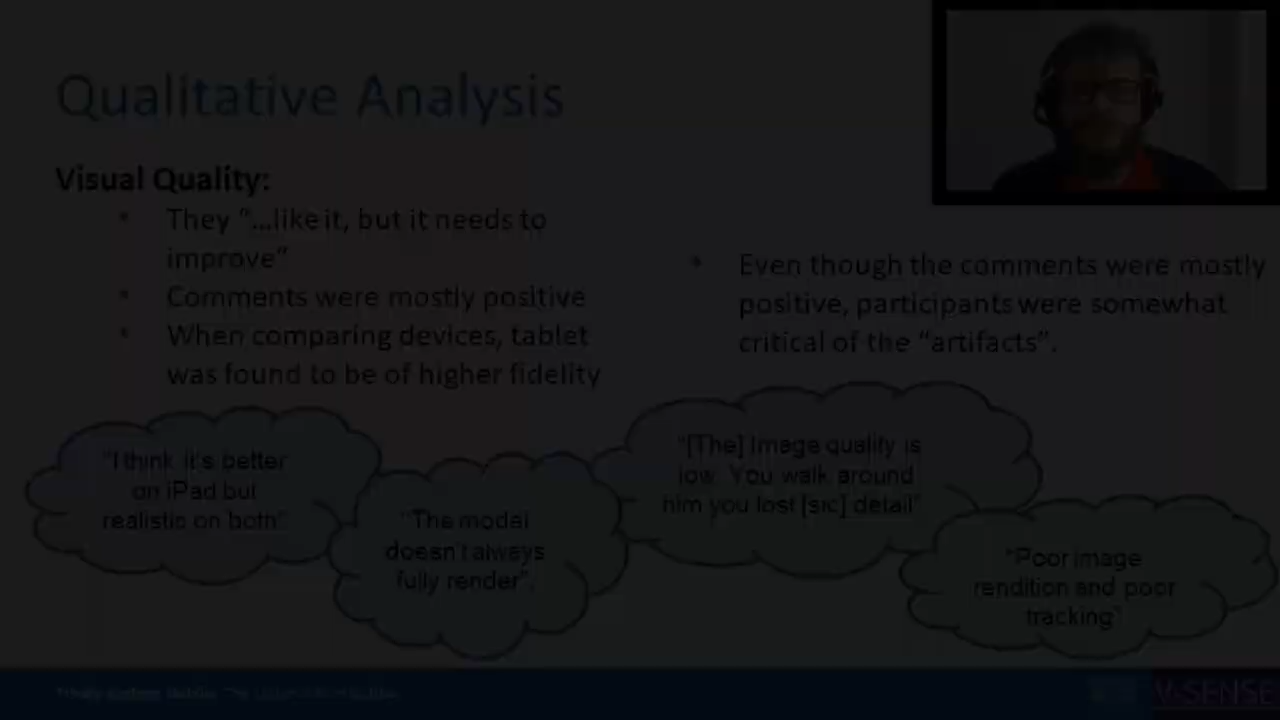 Qualitative Analysis
Visual Quality:
• They "...like it, but it needs to
improve"
• Comments were mostly positive
• When comparing devices, tablet
was found to be of higher fidelity
• Even though the comments were mostly
positive, participants were somewhat
critical of the "artifacts".
"I think it's better
on iPad but
realistic on both"
"The model
doesn't always
fully render".
"[The] Image quality is
low. You walk around
him you lost [sic] detail"
"Poor image
rendition and poor
tracking"
V-SENSE